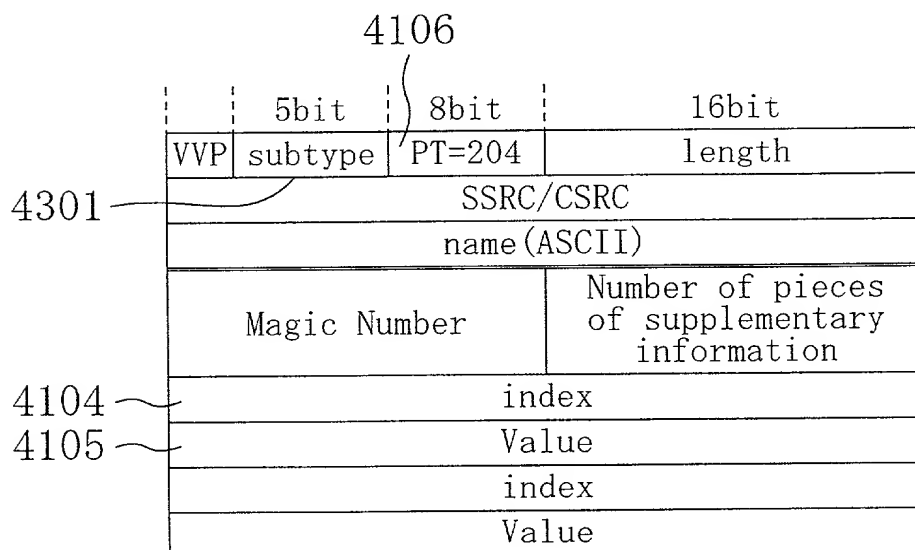 4106
5bit 8bit 16bit
VVP subtype PT=204 length
4301
SSRC/CSRC
name(ASCII)
Magic Number
Number of pieces
of supplementary
information
4104 index
4105 Value
index
Value